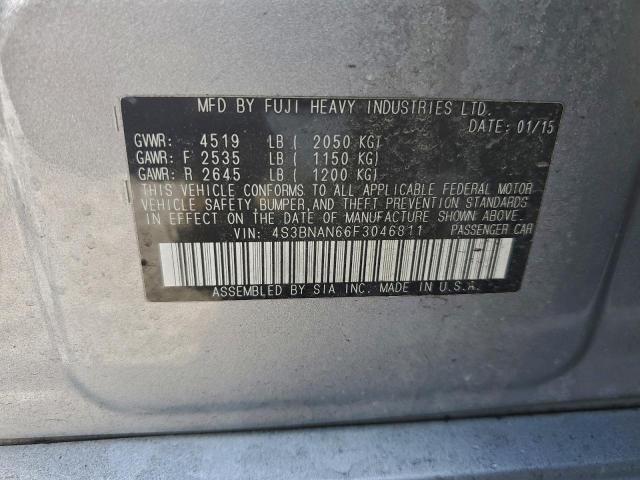 MFD BY FUJI HEAVY INDUSTRIES LTD.
DATE: 01/15
GVWR: 4519 LB ( 2050 KG)
GAWR: F 2535 LB ( 1150 KG)
GAWR: R 2645 LB ( 1200 KG)
THIS VEHICLE CONFORMS TO ALL APPLICABLE FEDERAL MOTOR
VEHICLE SAFETY, BUMPER, AND THEFT PREVENTION STANDARDS
IN EFFECT ON THE DATE OF MANUFACTURE SHOWN ABOVE.
VIN: 4S3BNAN66F3046811 PASSENGER CAR
ASSEMBLED BY SIA INC. MADE IN U.S.A.